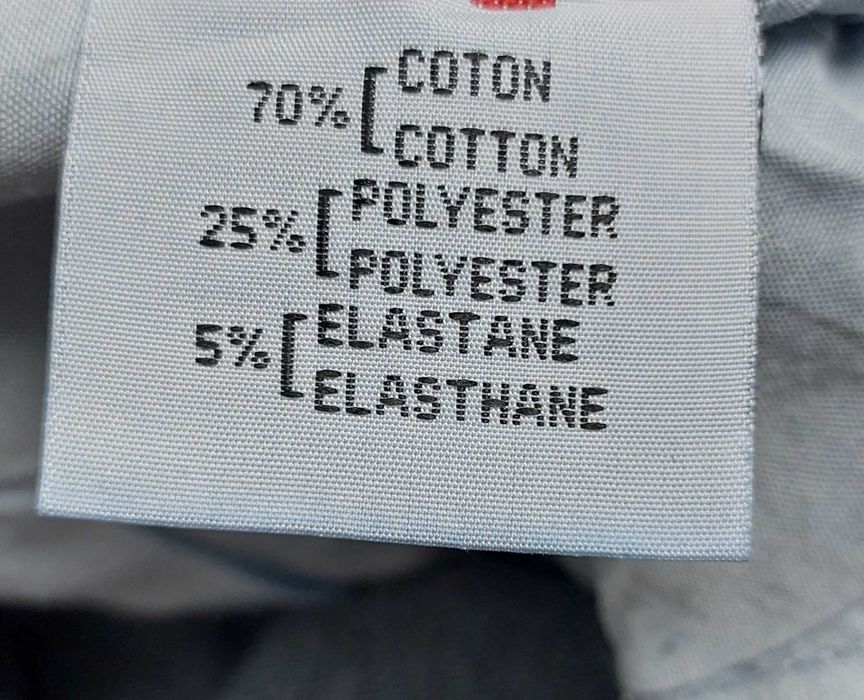 70% COTON
COTTON
25% POLYESTER
POLYESTER
5% ELASTANE
ELASTHANE